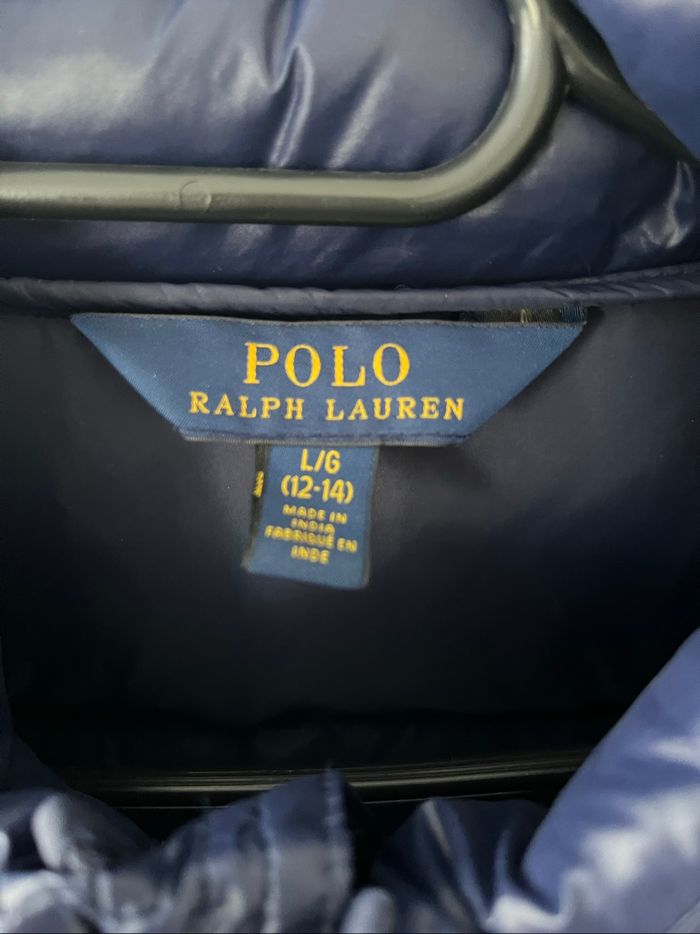 POLO
RALPH LAUREN
L/G
(12-14)
MADE IN
INDIA
FABRIQUÉ EN
INDE